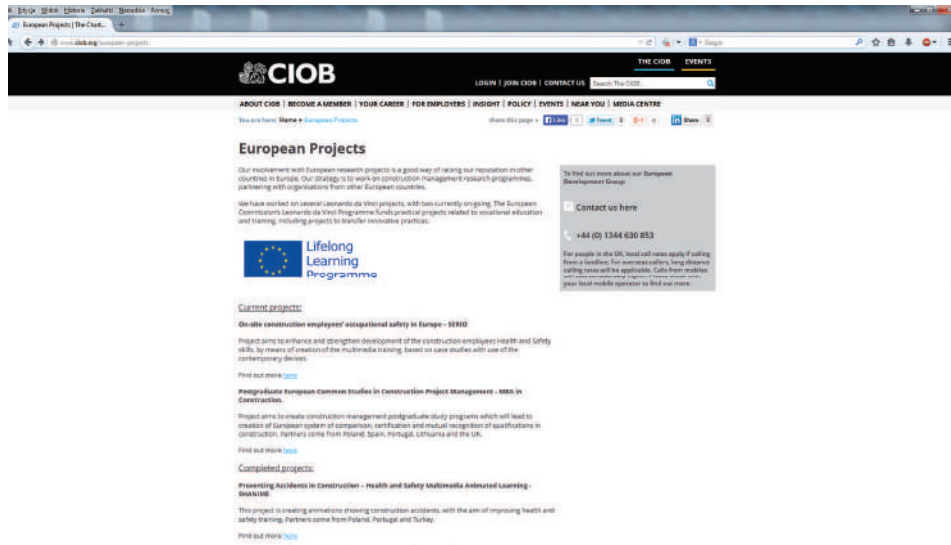 Edycja Widok Historia Zakładki Narzędzia Pomoc
European Projects | The Chart...
www.ciob.org/european-projects
Google
THE CIOB EVENTS
CIOB
LOGIN | JOIN CIOB | CONTACT US Search The CIOB
ABOUT CIOB | BECOME A MEMBER | YOUR CAREER | FOR EMPLOYERS | INSIGHT | POLICY | EVENTS | NEAR YOU | MEDIA CENTRE
You are here: Home European Projects
Share this page Like Tweet Share
European Projects
Our involvement with European research projects is a good way of raising our reputation in other
countries in Europe. Our strategy is to work on construction management research programmes,
partnering with organisations from other European countries.
We have worked on several Leonardo da Vinci projects, with two currently on-going. The European
Commission's Leonardo da Vinci Programme funds practical projects related to vocational education
and training, including projects to transfer innovative practices.
Lifelong
Learning
Programme
To find out more about our European
Development Group:
Contact us here
+44 (0) 1344 630 853
For people in the UK, local call rates apply if calling
from a landline. For overseas callers, long distance
calling rates will be applicable. Calls from mobiles
your local mobile operator to find out more.
Current projects:
On-site construction employees' occupational safety in Europe - SERIO
Project aims to enhance and strengthen development of the construction employees Health and Safety
skills, by means of creation of the multimedia training, based on case studies with use of the
contemporary devices.
Find out more here
Postgraduate European Common Studies in Construction Project Management - MBA in
Construction.
Project aims to create construction management postgraduate study programs which will lead to
creation of European system of comparison, certification and mutual recognition of qualifications in
construction. Partners come from Poland, Spain, Portugal, Lithuania and the UK.
Find out more here
Completed projects:
Preventing Accidents in Construction - Health and Safety Multimedia Animated Learning -
SHANIME
This project is creating animations showing construction accidents, with the aim of improving health and
safety training. Partners come from Poland, Portugal and Turkey.
Find out more here